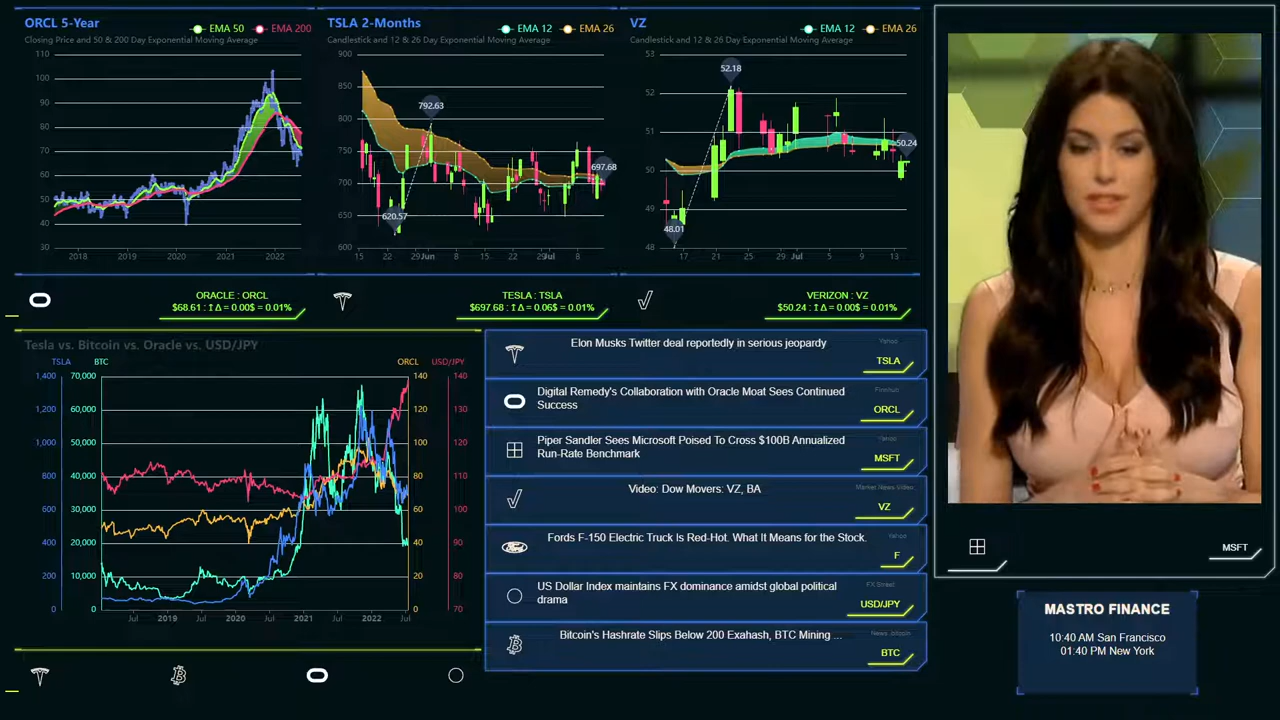 ORCL 5-Year
EMA 50
EMA 200
Closing Price and 50 & 200 Day Exponential Moving Average
110
100
90
80
70
60
50
40
30
2018
2019
2020
2021
2022
TSLA 2-Months
EMA 12
EMA 26
Candlestick and 12 & 26 Day Exponential Moving Average
900
850
800
750
700
650
600
792.63
697.68
620.57
15
22
29
Jun
8
15
22
29
Jul
8
VZ
EMA 12
EMA 26
Candlestick and 12 & 26 Day Exponential Moving Average
53
52
51
50
49
48
52.18
50.24
48.01
17
21
23
25
29
Jul
5
9
13
ORACLE : ORCL
$68.61 : ↥ Δ = 0.00$ = 0.01%
TESLA : TSLA
$697.68 : ↥ Δ = 0.06$ = 0.01%
VERIZON : VZ
$50.24 : ↥ Δ = 0.00$ = 0.01%
Tesla vs. Bitcoin vs. Oracle vs. USD/JPY
TSLA
BTC
ORCL
USD/JPY
1,400
1,200
1,000
800
600
400
200
0
70,000
60,000
50,000
40,000
30,000
20,000
10,000
0
140
120
100
80
60
40
20
0
140
130
120
110
100
90
80
70
Jul
2019
Jul
2020
Jul
2021
Jul
2022
Jul
Elon Musks Twitter deal reportedly in serious jeopardy
Yahoo
TSLA
Digital Remedy's Collaboration with Oracle Moat Sees Continued
Success
Finnhub
ORCL
Piper Sandler Sees Microsoft Poised To Cross $100B Annualized
Run-Rate Benchmark
Yahoo
MSFT
Video: Dow Movers: VZ, BA
Market News Video
VZ
Fords F-150 Electric Truck Is Red-Hot. What It Means for the Stock.
Yahoo
F
US Dollar Index maintains FX dominance amidst global political
drama
FX Street
USD/JPY
Bitcoin's Hashrate Slips Below 200 Exahash, BTC Mining ...
News .bitcoin
BTC
MSFT
MASTRO FINANCE
10:40 AM San Francisco
01:40 PM New York